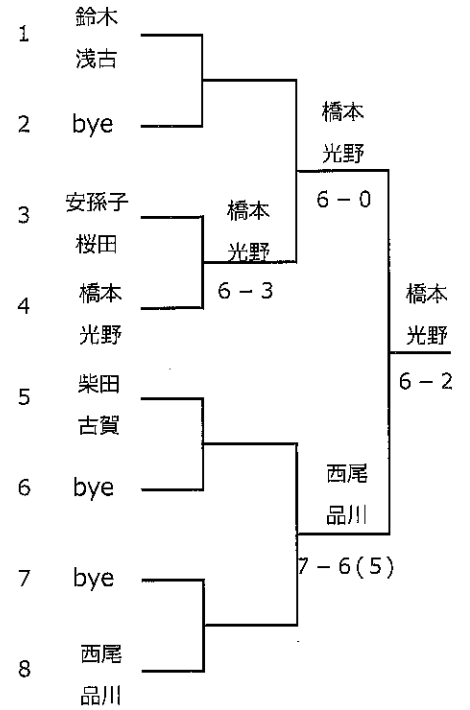 1 鈴木
浅古
2 bye
3 安孫子
桜田
4 橋本
光野
5 柴田
古賀
6 bye
7 bye
8 西尾
品川
橋本
光野
6-3
橋本
光野
6-0
西尾
品川
7-6(5)
橋本
光野
6-2